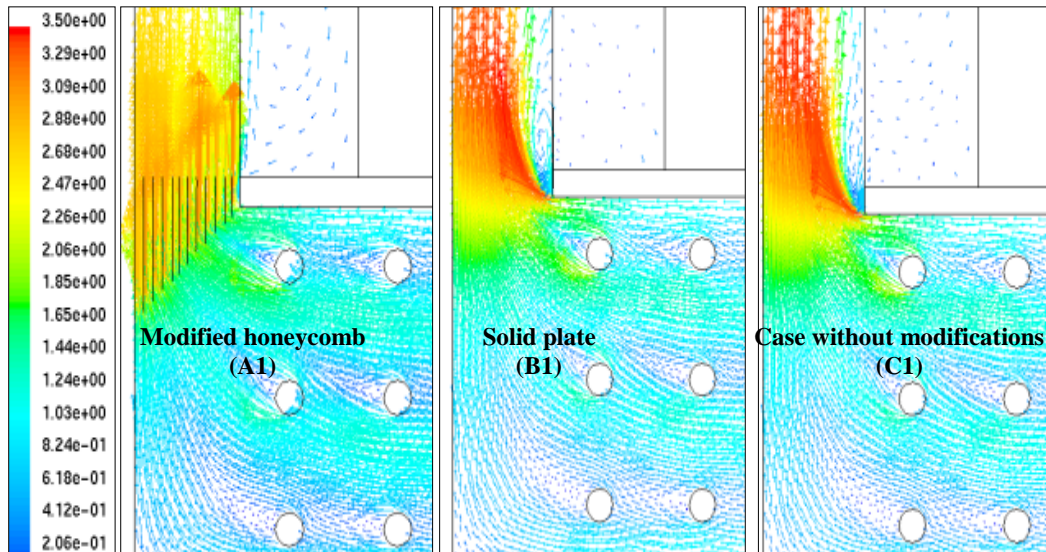 3.50e+00
3.29e+00
3.09e+00
2.88e+00
2.68e+00
2.47e+00
2.26e+00
2.06e+00
1.85e+00
1.65e+00
1.44e+00
1.24e+00
1.03e+00
8.24e-01
6.18e-01
4.12e-01
2.06e-01
Modified honeycomb
(A1)
Solid plate
(B1)
Case without modifications
(C1)